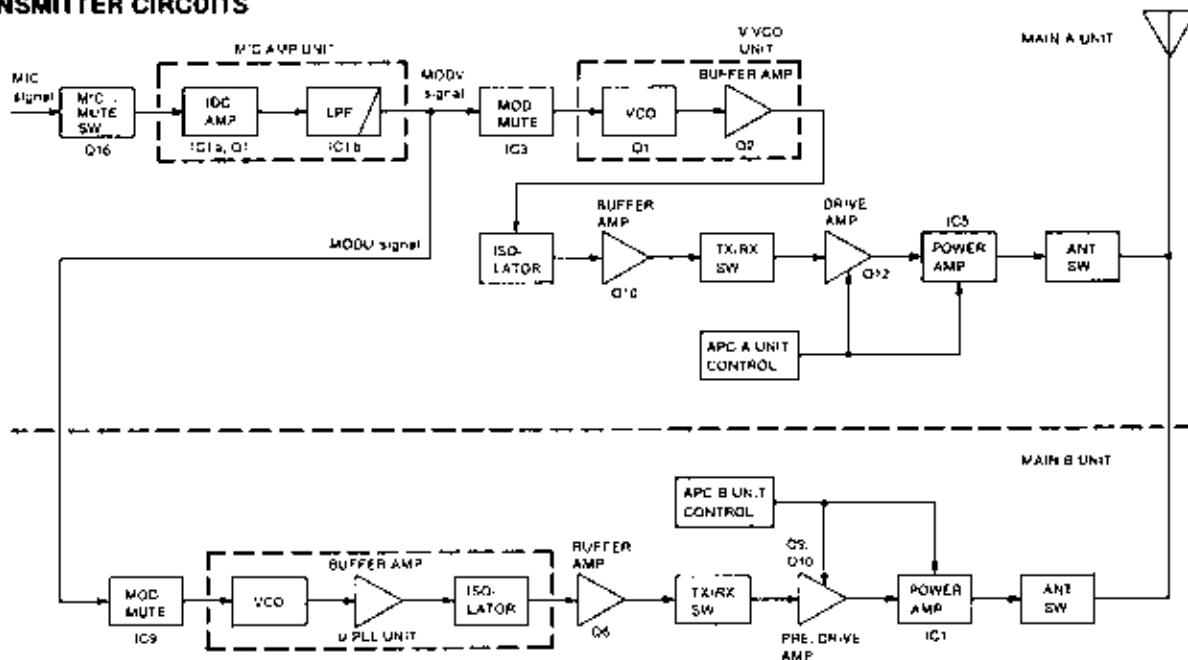 NSMITTER CIRCUITS
MAIN A UNIT
MIC AMP UNIT
V VCO
UNIT
MIC
signal
MIC
MUTE
SW
Q16
IDC
AMP
IC1a, Q1
LPF
IC1b
MODV
signal
MOD
MUTE
IC3
VCO
Q1
BUFFER AMP
Q2
MODU signal
ISO-
LATOR
BUFFER
AMP
Q10
TX/RX
SW
DRIVE
AMP
Q12
IC5
POWER
AMP
ANT
SW
APC A UNIT
CONTROL
MAIN B UNIT
APC B UNIT
CONTROL
MOD
MUTE
IC9
VCO
BUFFER AMP
ISO-
LATOR
U PLL UNIT
BUFFER
AMP
Q6
TX/RX
SW
Q9,
Q10
PRE. DRIVE
AMP
POWER
AMP
IC1
ANT
SW